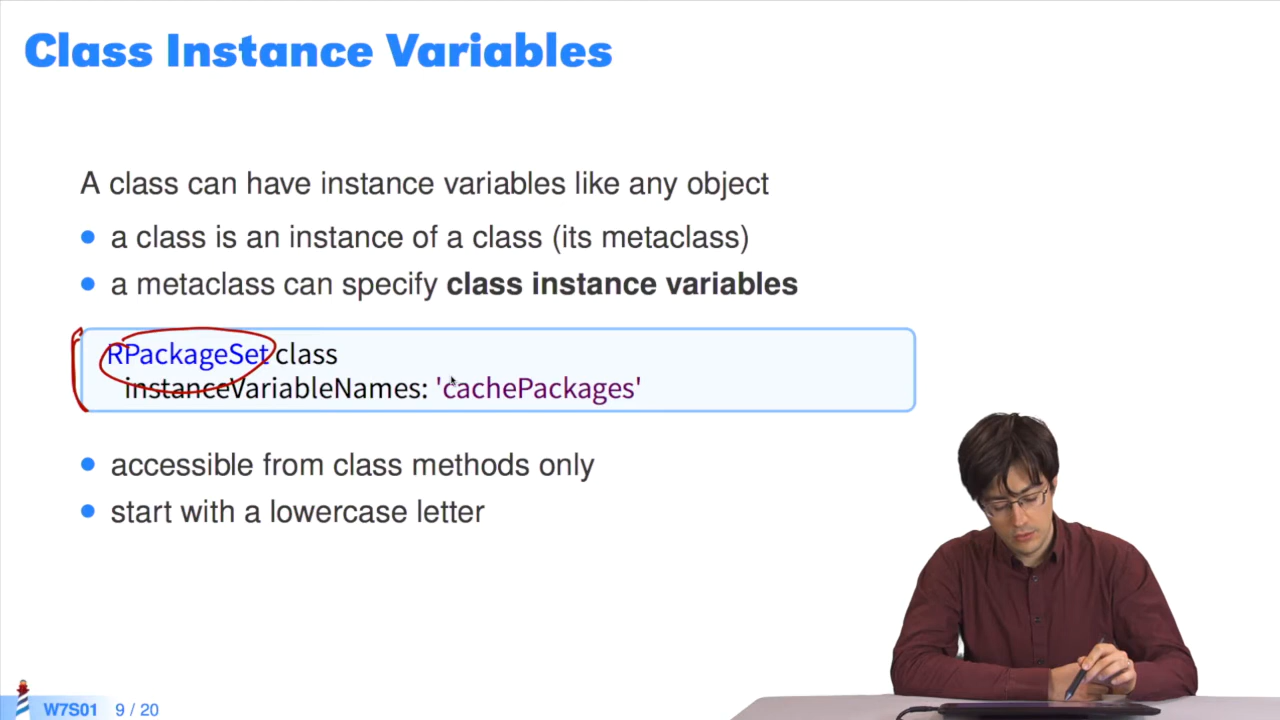 Class Instance Variables
A class can have instance variables like any object
a class is an instance of a class (its metaclass)
a metaclass can specify class instance variables
RPackageSet class
instanceVariableNames: 'cachePackages'
accessible from class methods only
start with a lowercase letter
W7S01 9 / 20